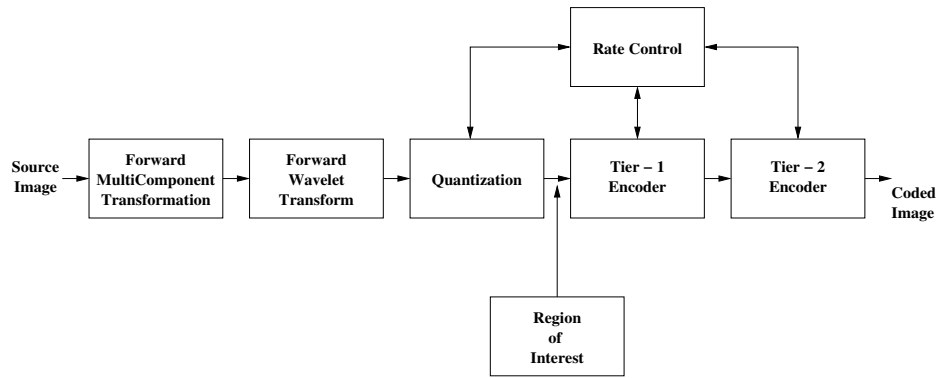 Rate Control
Source
Image
Forward
MultiComponent
Transformation
Forward
Wavelet
Transform
Quantization
Tier – 1
Encoder
Tier – 2
Encoder
Coded
Image
Region
of
Interest